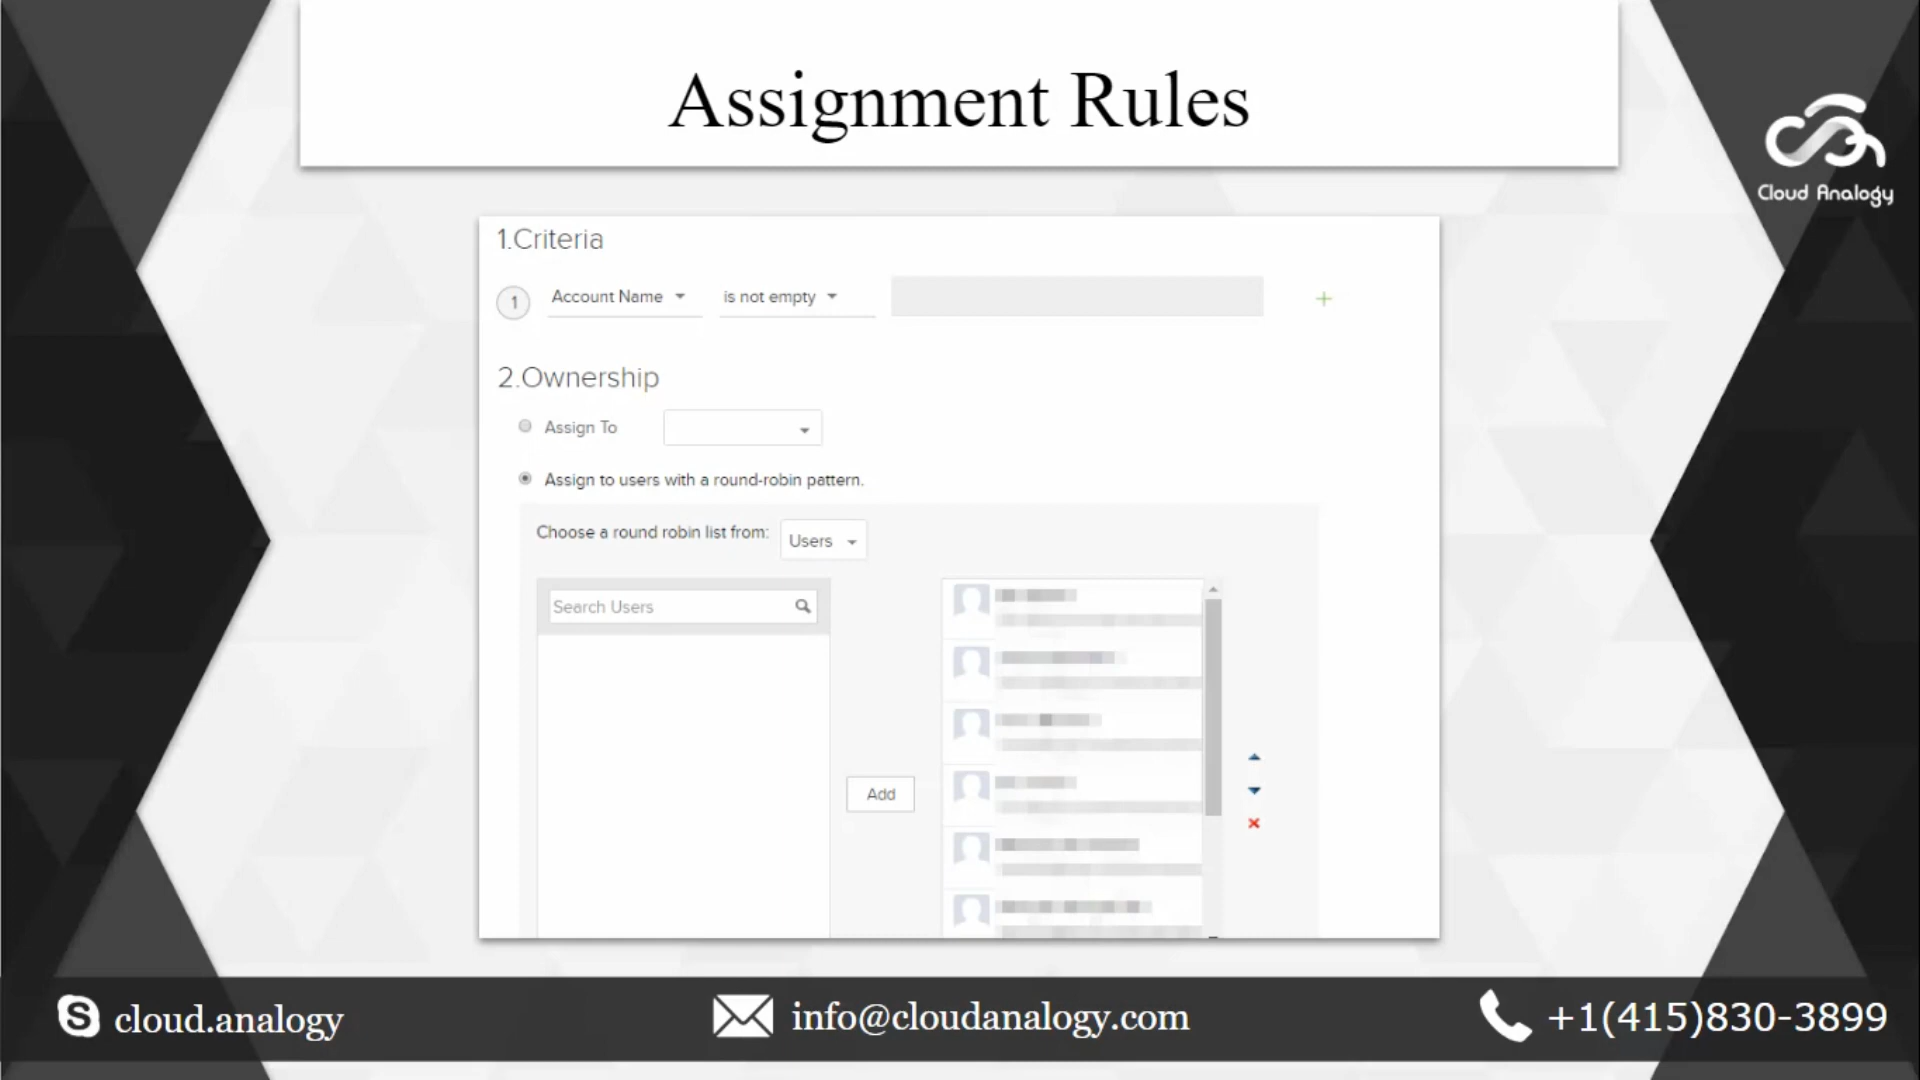 Assignment Rules
Cloud Analogy
1.Criteria
1 Account Name is not empty +
2.Ownership
Assign To
Assign to users with a round-robin pattern.
Choose a round robin list from: Users
Search Users
Add
cloud.analogy
info@cloudanalogy.com
+1(415)830-3899